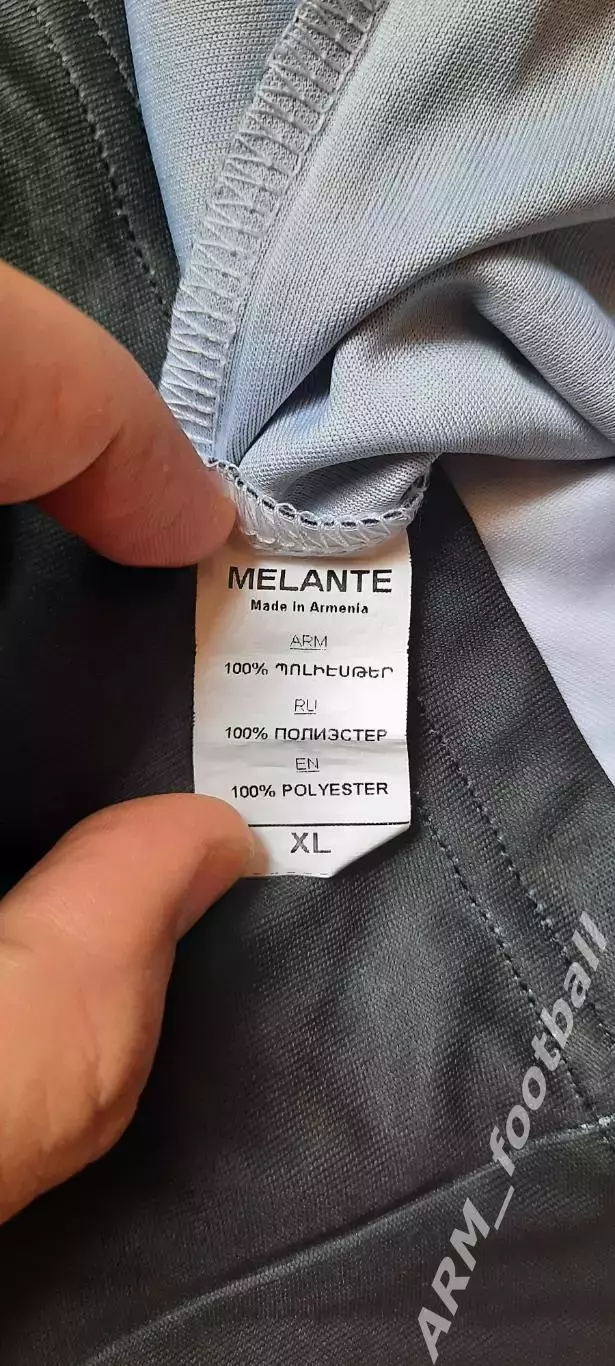 MELANTE
Made in Armenia
ARM
100% ՊՈԼԻԷՍԹԵՐ
RU
100% ПОЛИЭСТЕР
EN
100% POLYESTER
XL
ARM_football